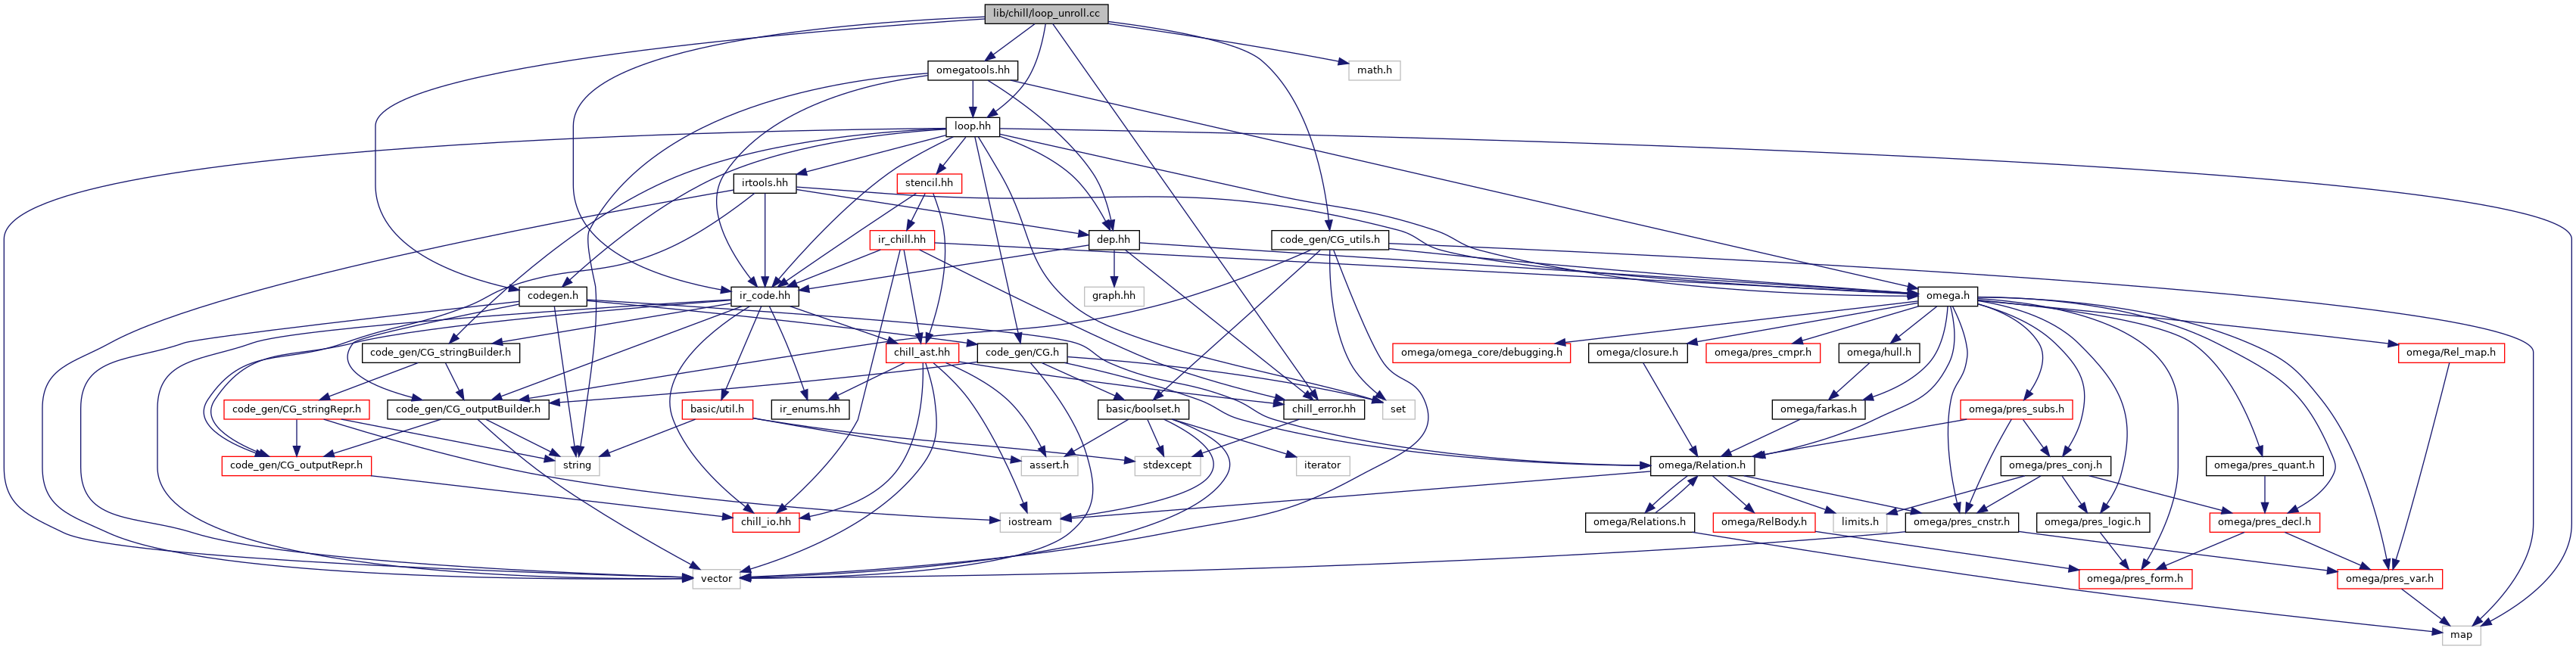 lib/chill/loop_unroll.cc
omegatools.hh
math.h
loop.hh
irtools.hh
stencil.hh
ir_chill.hh
dep.hh
code_gen/CG_utils.h
codegen.h
ir_code.hh
graph.hh
omega.h
code_gen/CG_stringBuilder.h
chill_ast.hh
code_gen/CG.h
omega/omega_core/debugging.h
omega/closure.h
omega/pres_cmpr.h
omega/hull.h
omega/Rel_map.h
code_gen/CG_stringRepr.h
code_gen/CG_outputBuilder.h
basic/util.h
ir_enums.hh
basic/boolset.h
chill_error.hh
set
omega/farkas.h
omega/pres_subs.h
code_gen/CG_outputRepr.h
string
assert.h
stdexcept
iterator
omega/Relation.h
omega/pres_conj.h
omega/pres_quant.h
chill_io.hh
iostream
omega/Relations.h
omega/RelBody.h
limits.h
omega/pres_cnstr.h
omega/pres_logic.h
omega/pres_decl.h
vector
omega/pres_form.h
omega/pres_var.h
map